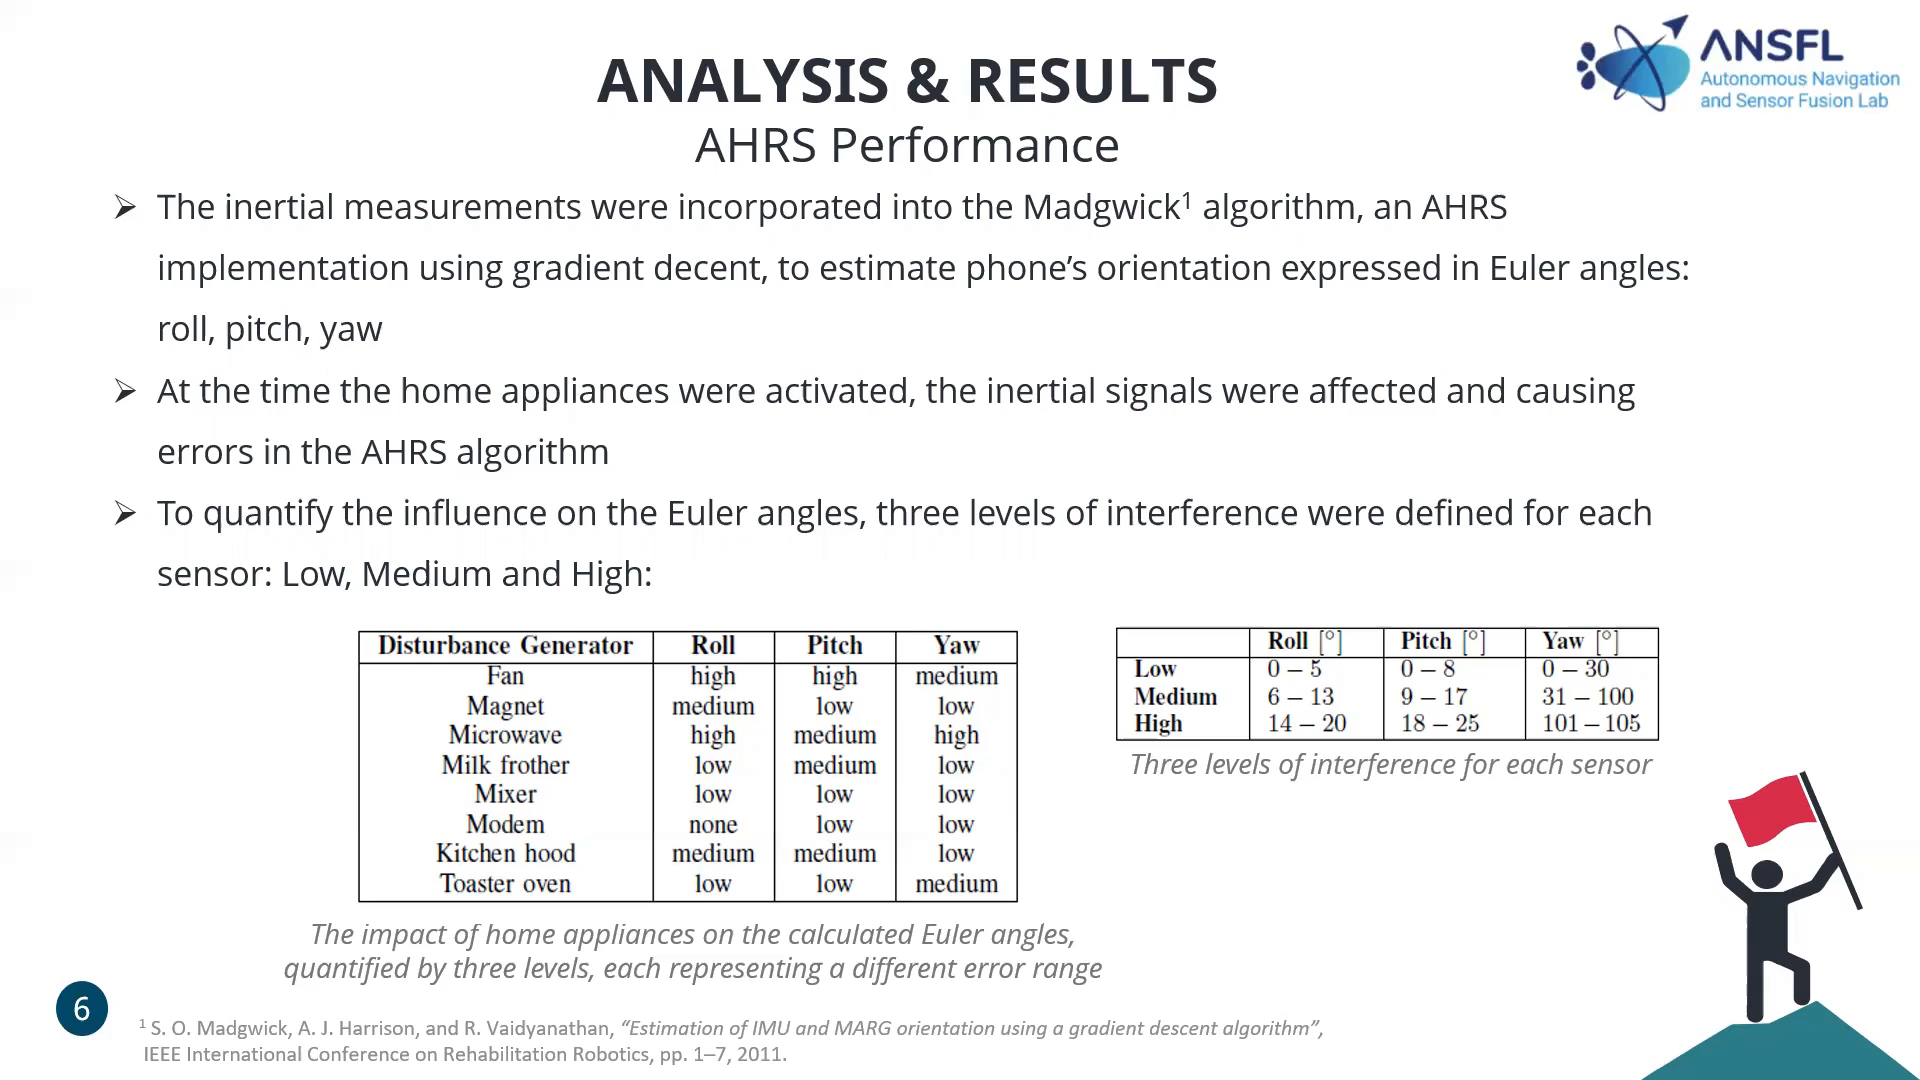 ANSFL
Autonomous Navigation
and Sensor Fusion Lab
ANALYSIS & RESULTS
AHRS Performance
➢ The inertial measurements were incorporated into the Madgwick¹ algorithm, an AHRS
implementation using gradient decent, to estimate phone’s orientation expressed in Euler angles:
roll, pitch, yaw
➢ At the time the home appliances were activated, the inertial signals were affected and causing
errors in the AHRS algorithm
➢ To quantify the influence on the Euler angles, three levels of interference were defined for each
sensor: Low, Medium and High:
Disturbance Generator Roll Pitch Yaw
Fan high high medium
Magnet medium low low
Microwave high medium high
Milk frother low medium low
Mixer low low low
Modem none low low
Kitchen hood medium medium low
Toaster oven low low medium
The impact of home appliances on the calculated Euler angles,
quantified by three levels, each representing a different error range
Roll [°] Pitch [°] Yaw [°]
Low 0 – 5 0 – 8 0 – 30
Medium 6 – 13 9 – 17 31 – 100
High 14 – 20 18 – 25 101 – 105
Three levels of interference for each sensor
6
¹ S. O. Madgwick, A. J. Harrison, and R. Vaidyanathan, “Estimation of IMU and MARG orientation using a gradient descent algorithm”,
IEEE International Conference on Rehabilitation Robotics, pp. 1–7, 2011.